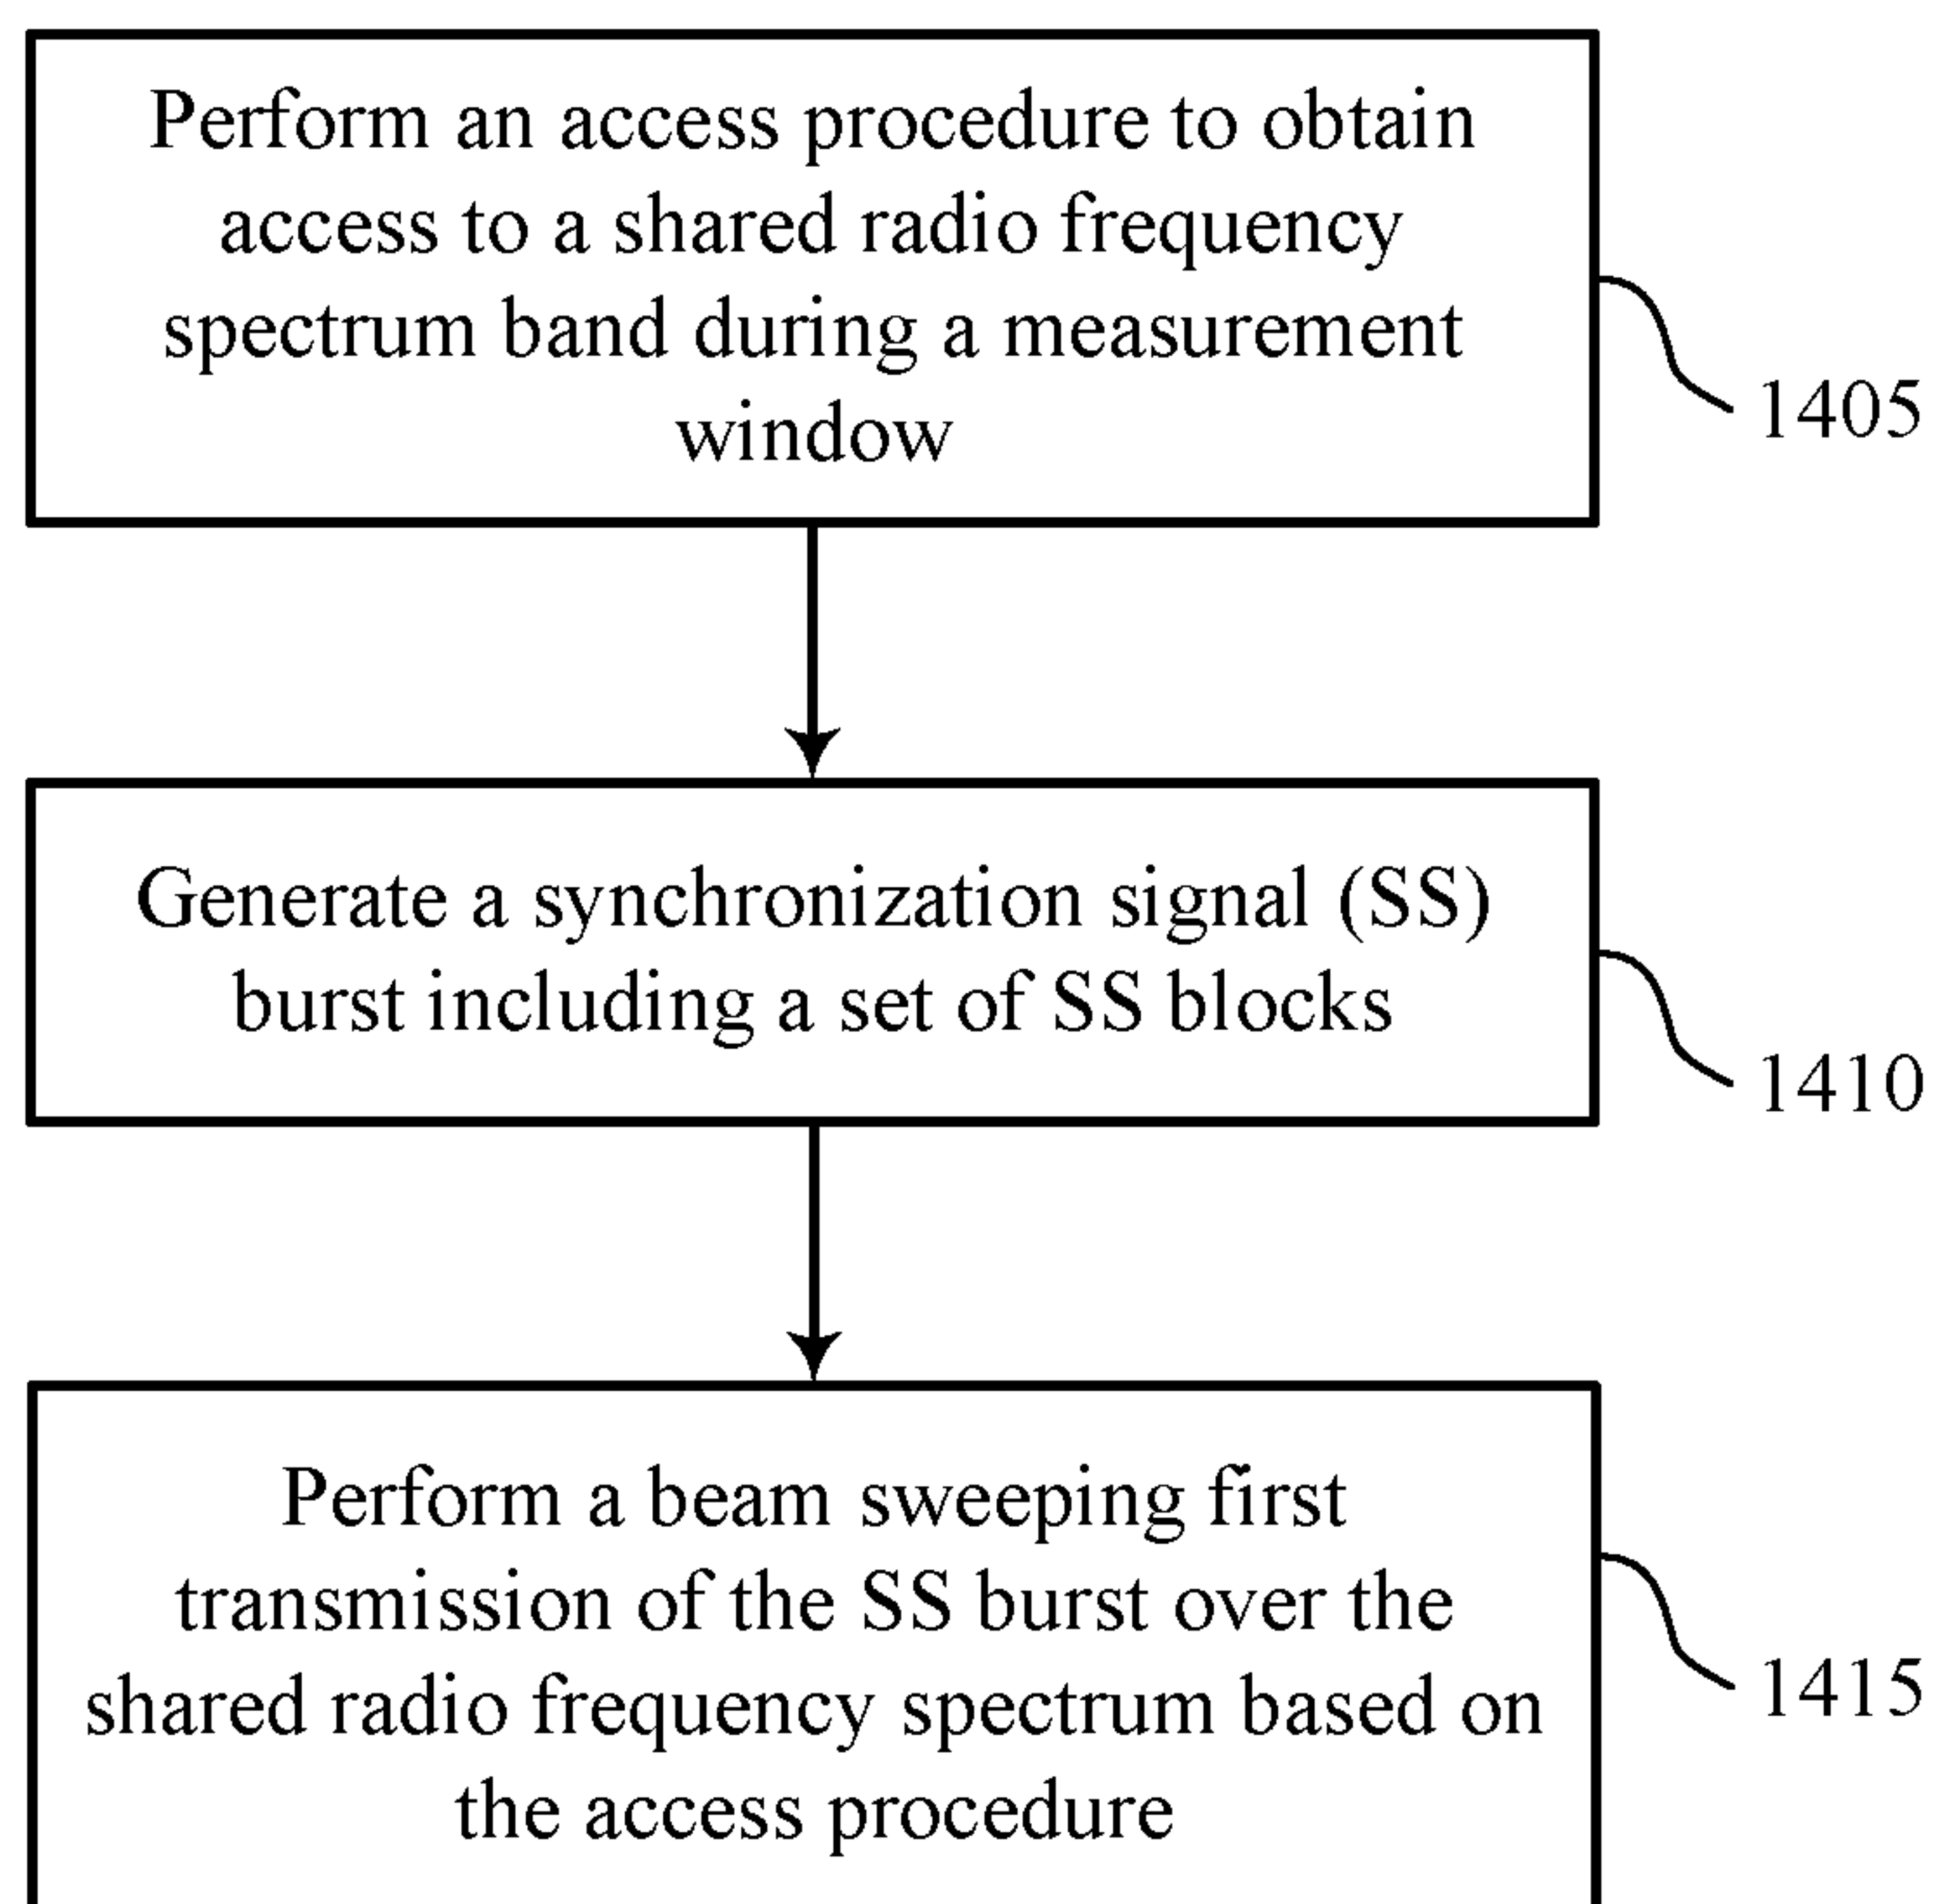 Perform an access procedure to obtain
access to a shared radio frequency
spectrum band during a measurement
window
1405
Generate a synchronization signal (SS)
burst including a set of SS blocks
1410
Perform a beam sweeping first
transmission of the SS burst over the
shared radio frequency spectrum based on
the access procedure
1415